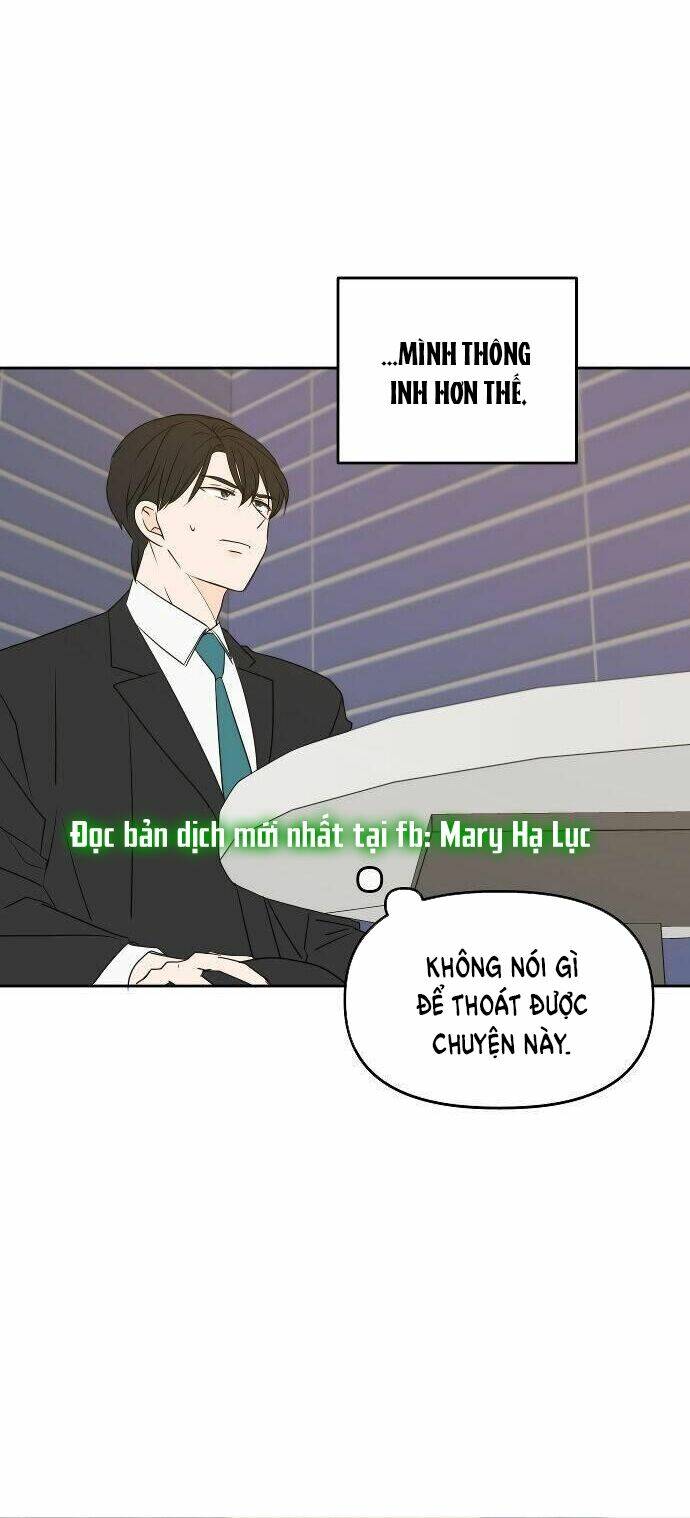 ...MÌNH THÔNG
INH HƠN THẾ.
Đọc bản dịch mới nhất tại fb: Mary Hạ Lục
KHÔNG NÓI GÌ
ĐỂ THOÁT ĐƯỢC
CHUYỆN NÀY.